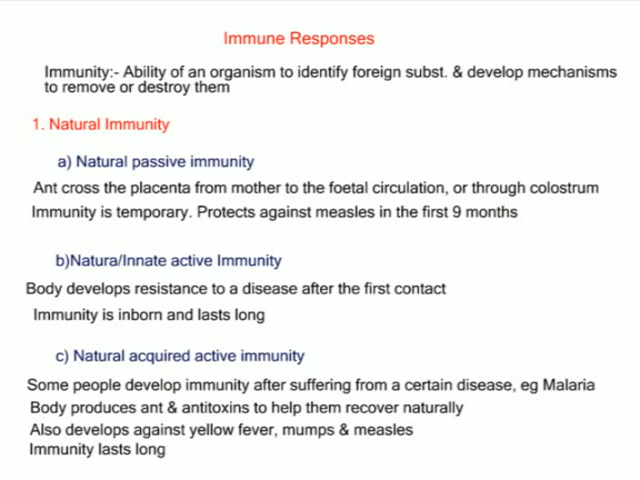 Immune Responses
Immunity:- Ability of an organism to identify foreign subst. & develop mechanisms
to remove or destroy them
1. Natural Immunity
a) Natural passive immunity
Ant cross the placenta from mother to the foetal circulation, or through colostrum
Immunity is temporary. Protects against measles in the first 9 months
b)Natura/Innate active Immunity
Body develops resistance to a disease after the first contact
Immunity is inborn and lasts long
c) Natural acquired active immunity
Some people develop immunity after suffering from a certain disease, eg Malaria
Body produces ant & antitoxins to help them recover naturally
Also develops against yellow fever, mumps & measles
Immunity lasts long